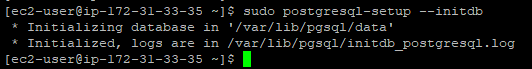 [ec2-user@ip-172-31-33-35 ~]$ sudo postgresql-setup --initdb
 * Initializing database in '/var/lib/pgsql/data'
 * Initialized, logs are in /var/lib/pgsql/initdb_postgresql.log
[ec2-user@ip-172-31-33-35 ~]$